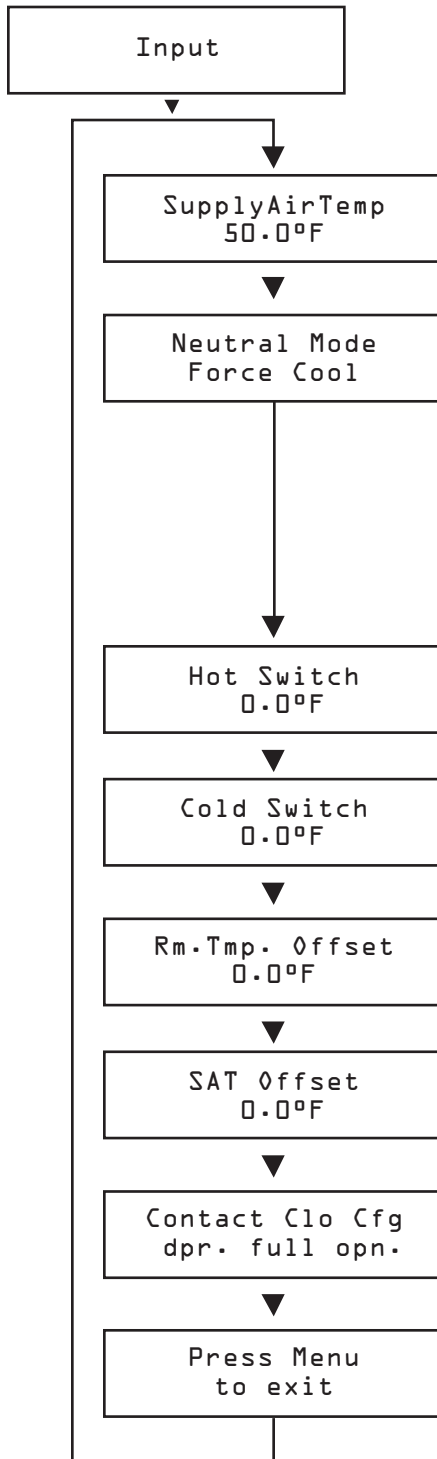 Input
SupplyAirTemp
50.0ºF
Neutral Mode
Force Cool
Hot Switch
0.0ºF
Cold Switch
0.0ºF
Rm.Tmp. Offset
0.0ºF
SAT Offset
0.0ºF
Contact Clo Cfg
dpr. full opn.
Press Menu
to exit